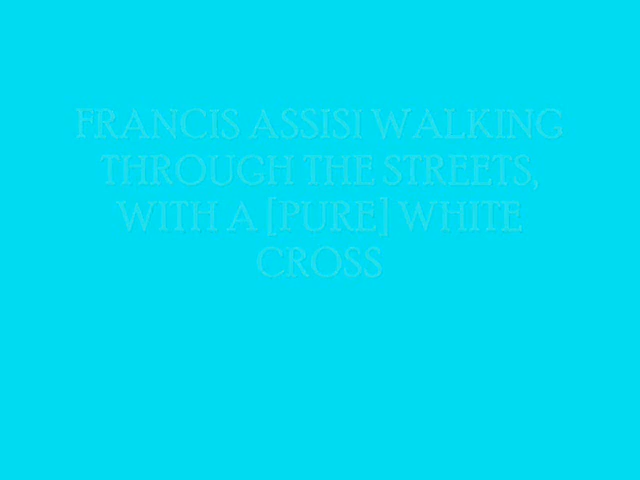 FRANCIS ASSISI WALKING
THROUGH THE STREETS,
WITH A [PURE] WHITE
CROSS